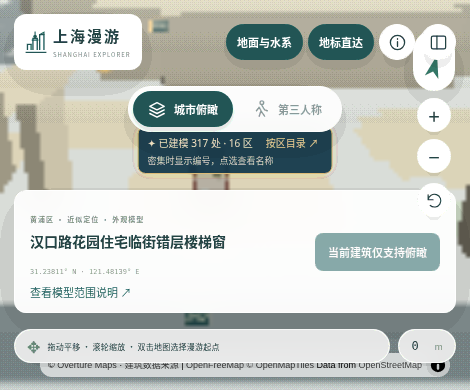 上海漫游
SHANGHAI EXPLORER
地面与水系
地标直达
城市俯瞰
第三人称
✦ 已建模 317 处 · 16 区 按区目录 ↗
密集时显示编号，点选查看名称
黄浦区 · 近似定位 · 外观模型
汉口路花园住宅临街错层楼梯窗
当前建筑仅支持俯瞰
31.23811° N · 121.48139° E
查看模型范围说明 ↗
拖动平移 · 滚轮缩放 · 双击地图选择漫游起点
0 m
© Overture Maps · 建筑数据来源 | OpenFreeMap © OpenMapTiles Data from OpenStreetMap